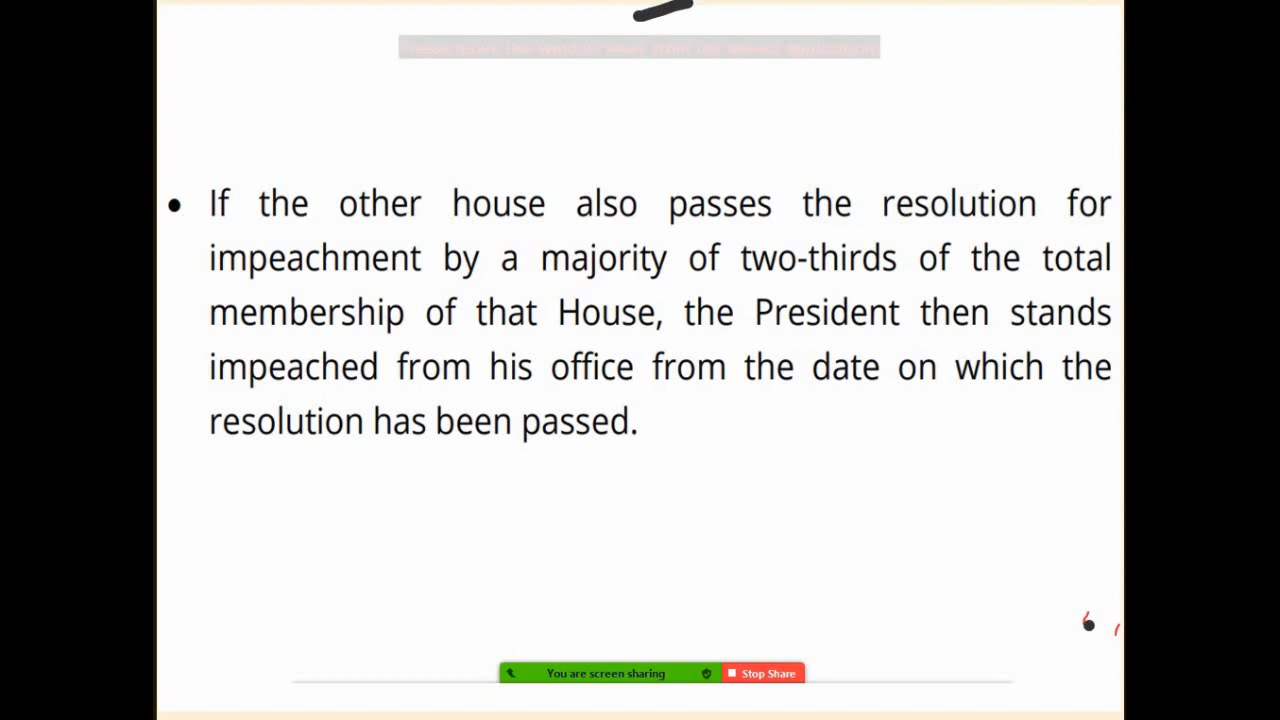 • If the other house also passes the resolution for
impeachment by a majority of two-thirds of the total
membership of that House, the President then stands
impeached from his office from the date on which the
resolution has been passed.
You are screen sharing Stop Share